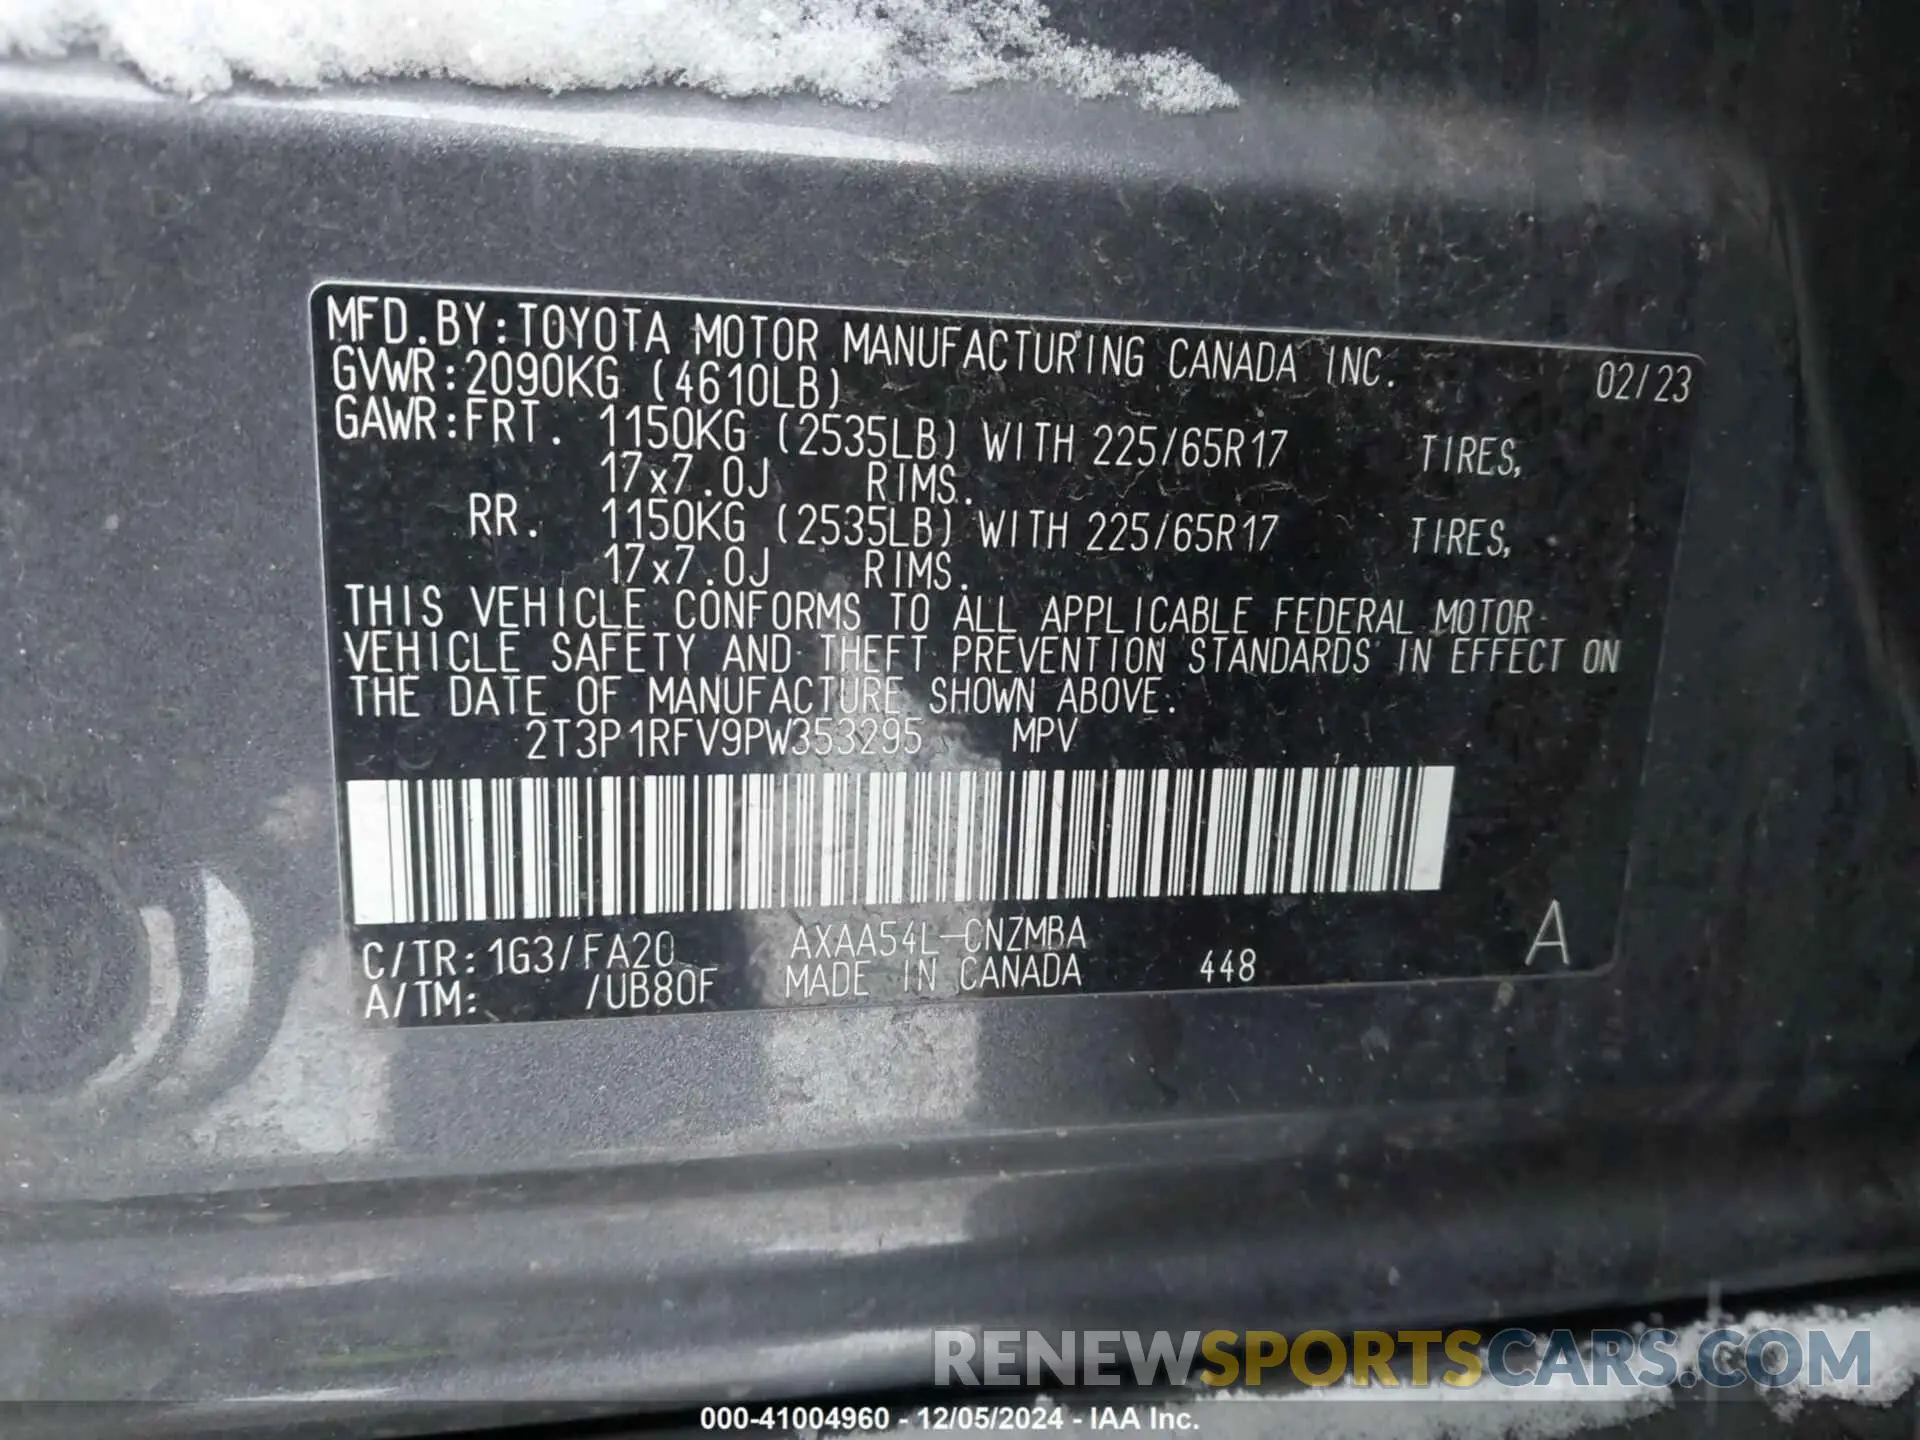 MFD.BY:TOYOTA MOTOR MANUFACTURING CANADA INC. 02/23
GVWR:2090KG (4610LB)
GAWR:FRT. 1150KG (2535LB) WITH 225/65R17 TIRES,
17x7.0J RIMS.
RR. 1150KG (2535LB) WITH 225/65R17 TIRES,
17x7.0J RIMS.
THIS VEHICLE CONFORMS TO ALL APPLICABLE FEDERAL MOTOR
VEHICLE SAFETY AND THEFT PREVENTION STANDARDS IN EFFECT ON
THE DATE OF MANUFACTURE SHOWN ABOVE.
2T3P1RFV9PW353295 MPV
C/TR:1G3/FA20 AXAA54L-CNZMBA
A/TM: /UB80F MADE IN CANADA 448 A
RENEWSPORTSCARS.COM
000-41004960 - 12/05/2024 - IAA Inc.